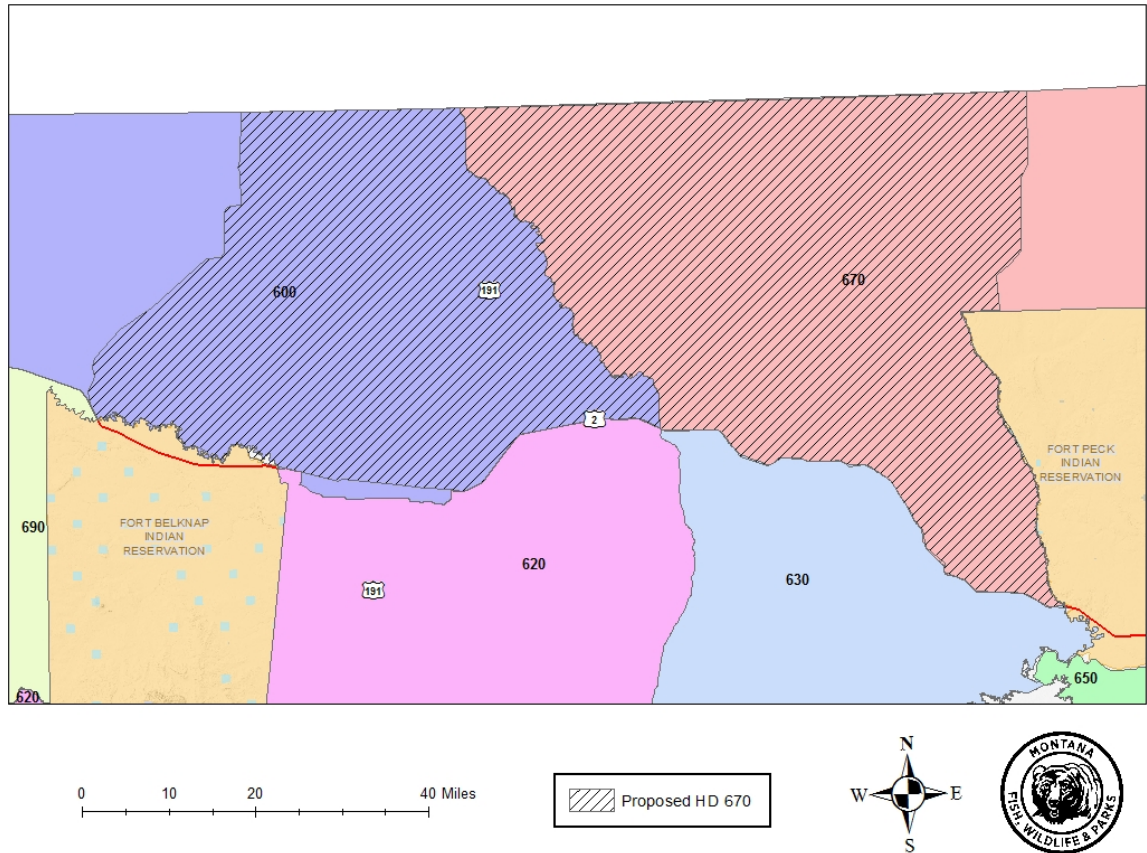 600
191
670
2
FORT PECK
INDIAN
RESERVATION
690
FORT BELKNAP
INDIAN
RESERVATION
620
191
630
620
650
0 10 20 40 Miles
Proposed HD 670
N
W E
S
MONTANA
FISH, WILDLIFE & PARKS